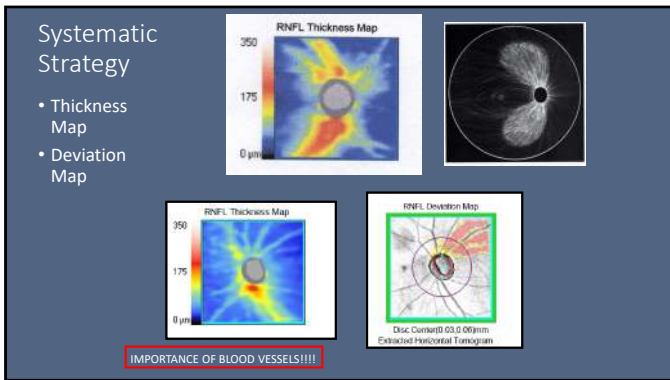 Systematic
Strategy
• Thickness
Map
• Deviation
Map
RNFL Thickness Map
350
175
0 µm
RNFL Thickness Map
350
175
0 µm
RNFL Deviation Map
Disc Center(0.03,0.06)mm
Extracted Horizontal Tomogram
IMPORTANCE OF BLOOD VESSELS!!!!